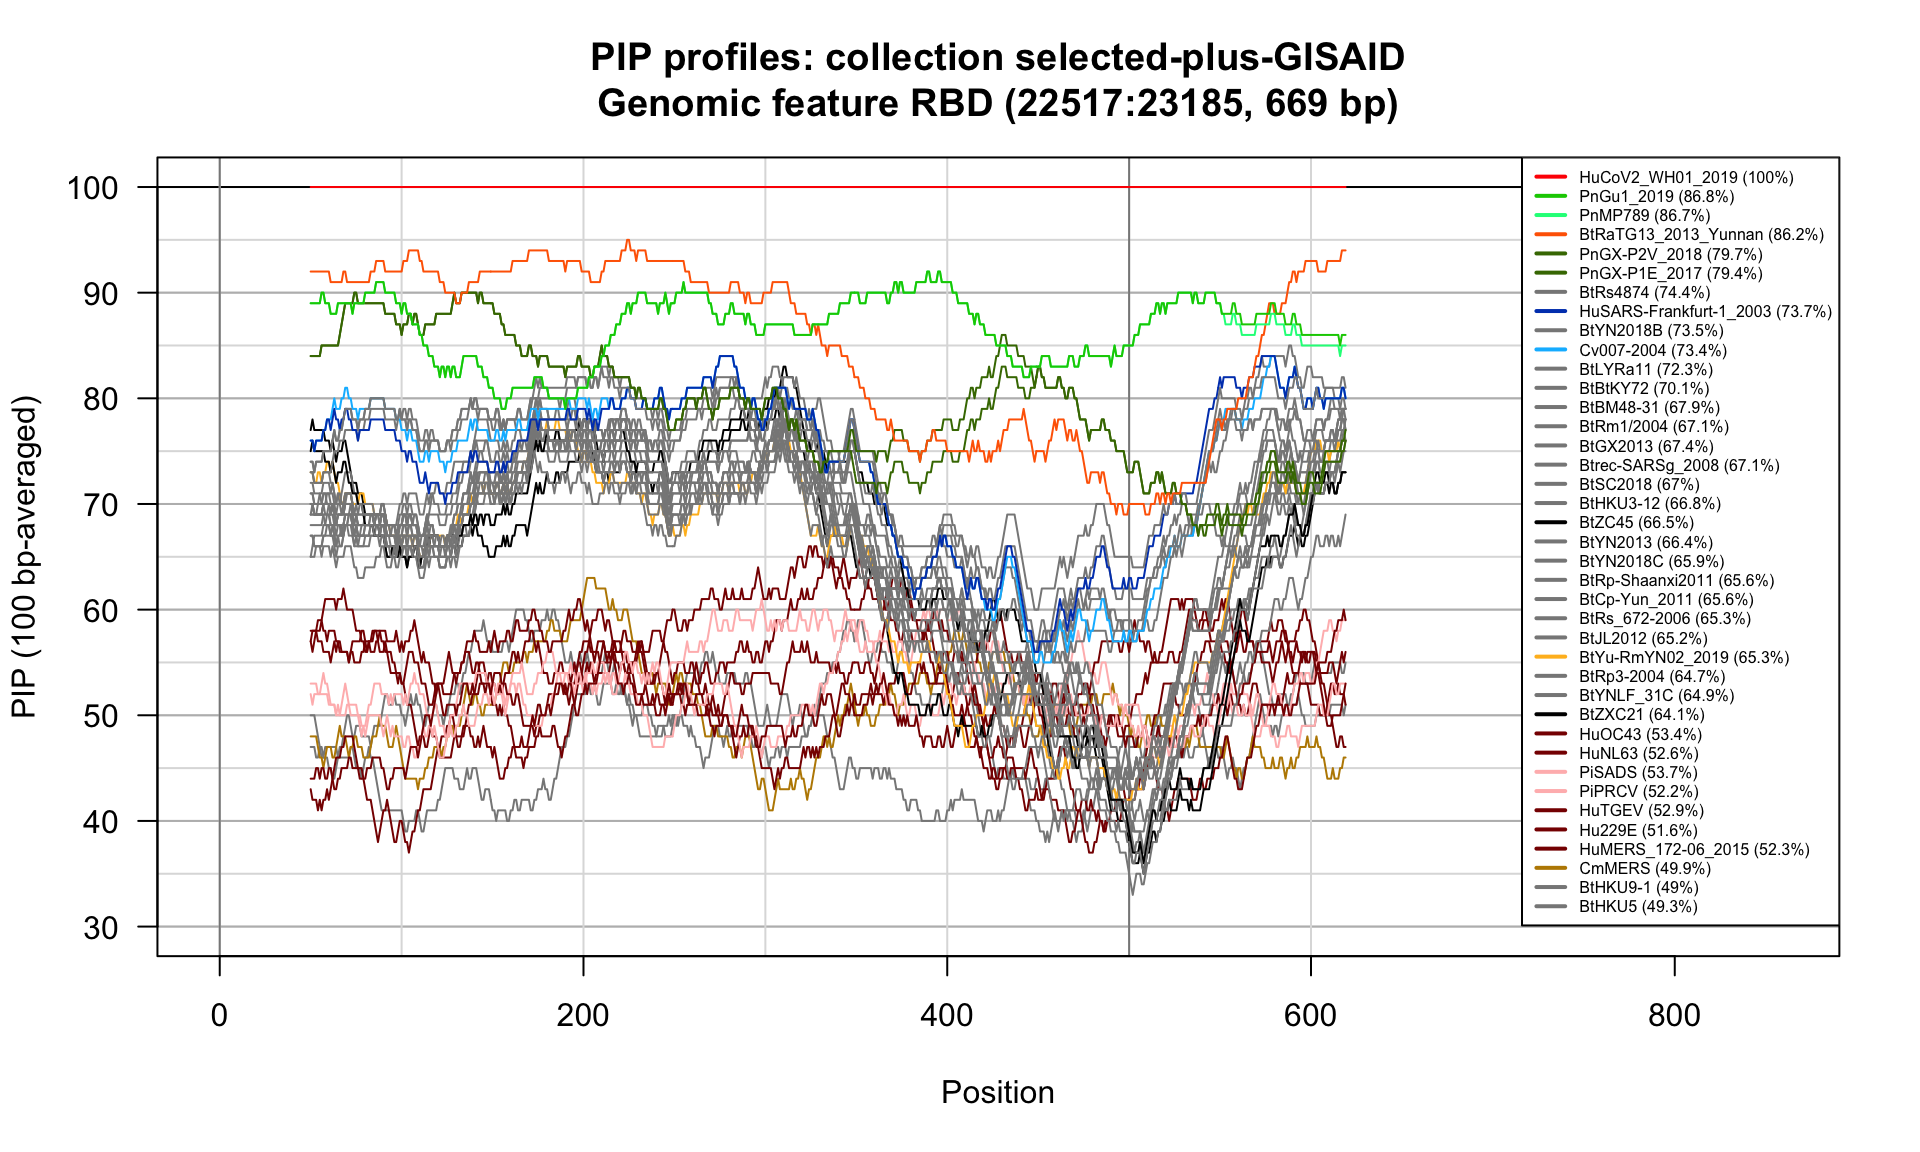 PIP profiles: collection selected-plus-GISAID
Genomic feature RBD (22517:23185, 669 bp)
PIP (100 bp-averaged)
100
90
80
70
60
50
40
30
0
200
400
600
800
Position
HuCoV2_WH01_2019 (100%)
PnGu1_2019 (86.8%)
PnMP789 (86.7%)
BtRaTG13_2013_Yunnan (86.2%)
PnGX-P2V_2018 (79.7%)
PnGX-P1E_2017 (79.4%)
BtRs4874 (74.4%)
HuSARS-Frankfurt-1_2003 (73.7%)
BtYN2018B (73.5%)
Cv007-2004 (73.4%)
BtLYRa11 (72.3%)
BtBtKY72 (70.1%)
BtBM48-31 (67.9%)
BtRm1/2004 (67.1%)
BtGX2013 (67.4%)
Btrec-SARSg_2008 (67.1%)
BtSC2018 (67%)
BtHKU3-12 (66.8%)
BtZC45 (66.5%)
BtYN2013 (66.4%)
BtYN2018C (65.9%)
BtRp-Shaanxi2011 (65.6%)
BtCp-Yun_2011 (65.6%)
BtRs_672-2006 (65.3%)
BtJL2012 (65.2%)
BtYu-RmYN02_2019 (65.3%)
BtRp3-2004 (64.7%)
BtYNLF_31C (64.9%)
BtZXC21 (64.1%)
HuOC43 (53.4%)
HuNL63 (52.6%)
PiSADS (53.7%)
PiPRCV (52.2%)
HuTGEV (52.9%)
Hu229E (51.6%)
HuMERS_172-06_2015 (52.3%)
CmMERS (49.9%)
BtHKU9-1 (49%)
BtHKU5 (49.3%)